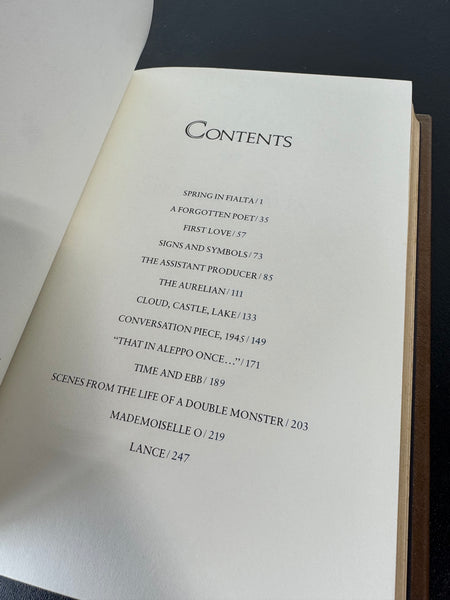 CONTENTS
SPRING IN FIALTA / 1
A FORGOTTEN POET / 35
FIRST LOVE / 57
SIGNS AND SYMBOLS / 73
THE ASSISTANT PRODUCER / 85
THE AURELIAN / 111
CLOUD, CASTLE, LAKE / 133
CONVERSATION PIECE, 1945 / 149
“THAT IN ALEPPO ONCE...” / 171
TIME AND EBB / 189
SCENES FROM THE LIFE OF A DOUBLE MONSTER / 203
MADEMOISELLE O / 219
LANCE / 247